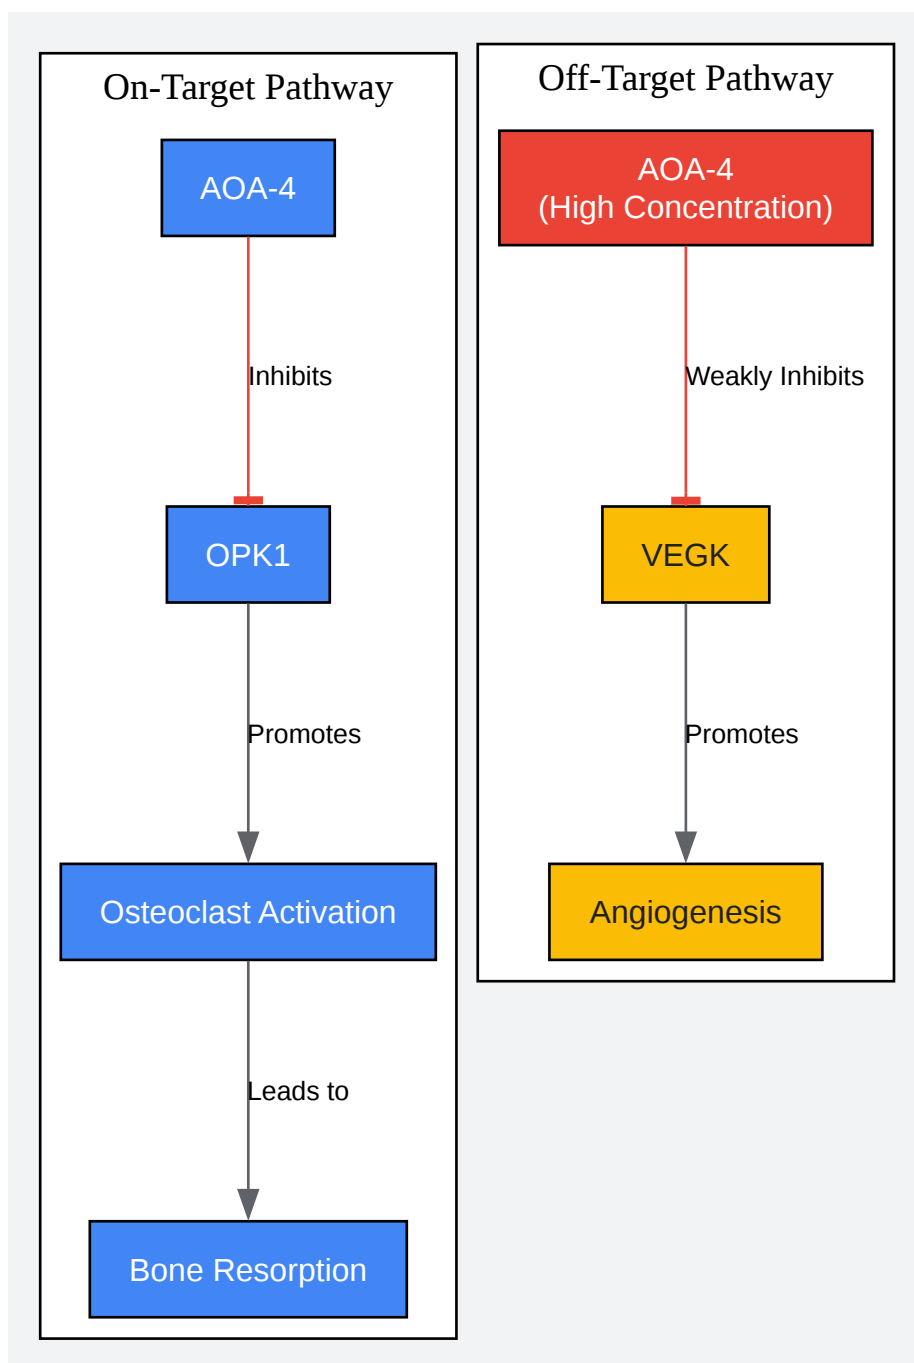 On-Target Pathway
AOA-4
Inhibits
OPK1
Promotes
Osteoclast Activation
Leads to
Bone Resorption
Off-Target Pathway
AOA-4
(High Concentration)
Weakly Inhibits
VEGK
Promotes
Angiogenesis